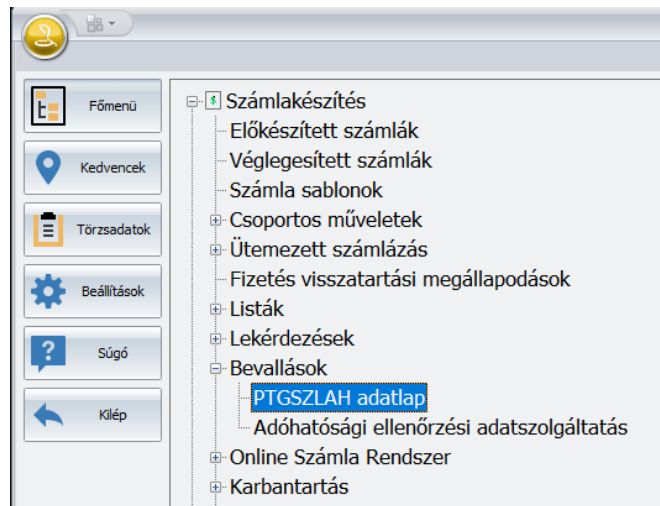 Főmenü
Kedvencek
Törzsadatok
Beállítások
Súgó
Kilép
Számlakészítés
Előkészített számlák
Véglegesített számlák
Számla sablonok
Csoportos műveletek
Ütemezett számlázás
Fizetés visszatartási megállapodások
Listák
Lekérdezések
Bevallások
PTGSZLAH adatlap
Adóhatósági ellenőrzési adatszolgáltatás
Online Számla Rendszer
Karbantartás